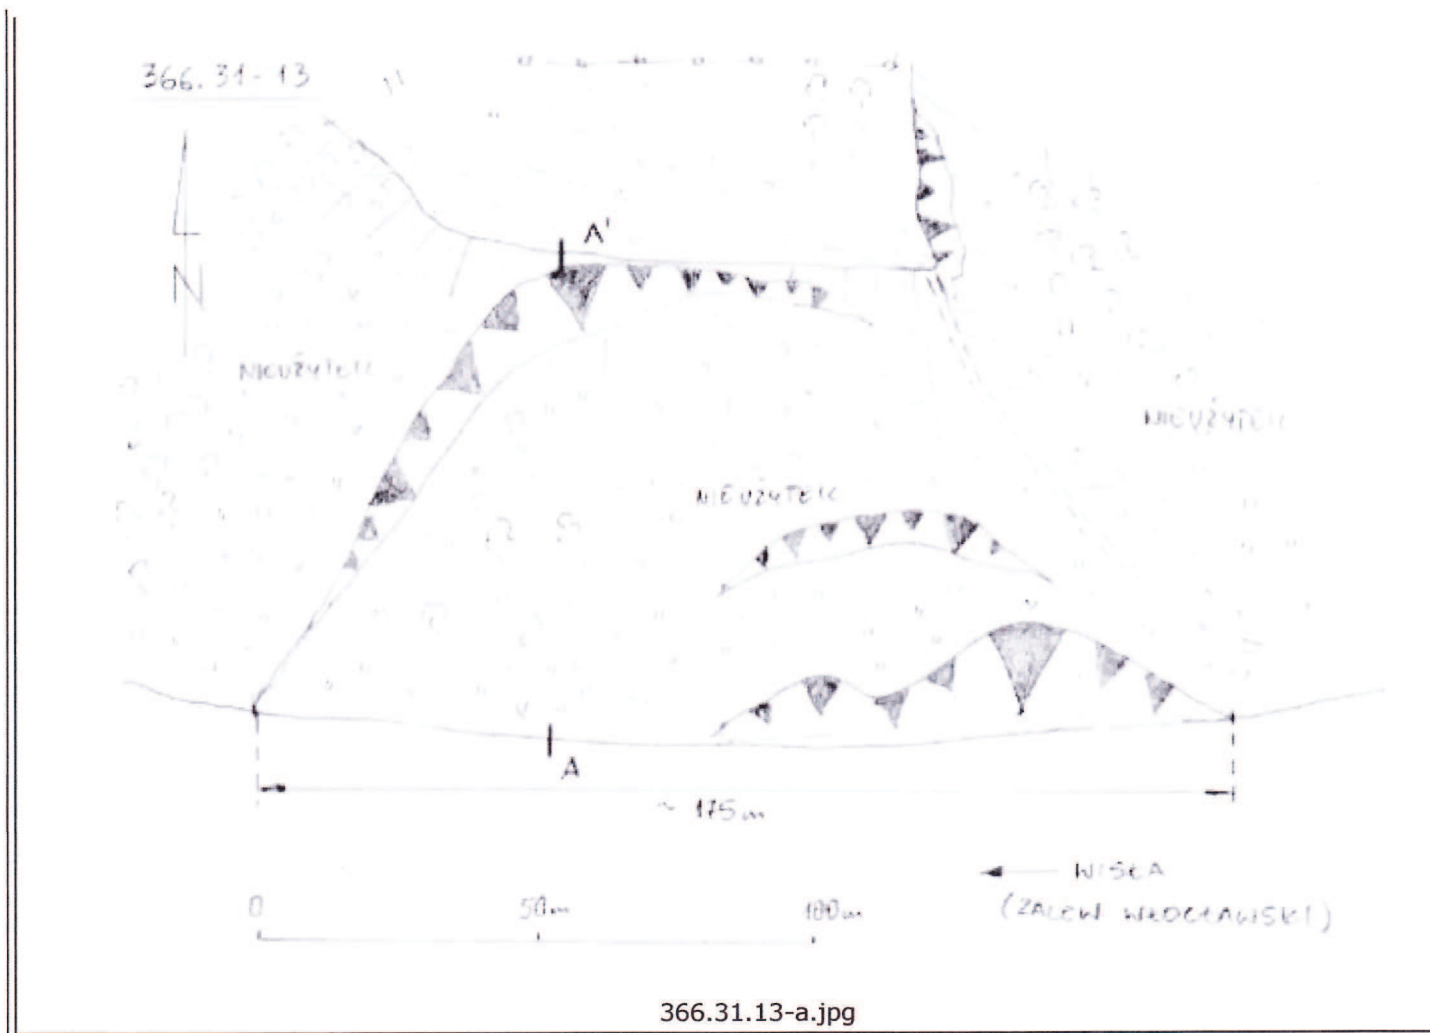 366.31-13
A'
N
NIEUŻYTEK
NIEUŻYTEK
NIEUŻYTEK
A
~ 175m
WISŁA
(ZALEW WŁOCŁAWSKI)
0 50m 100m
366.31.13-a.jpg